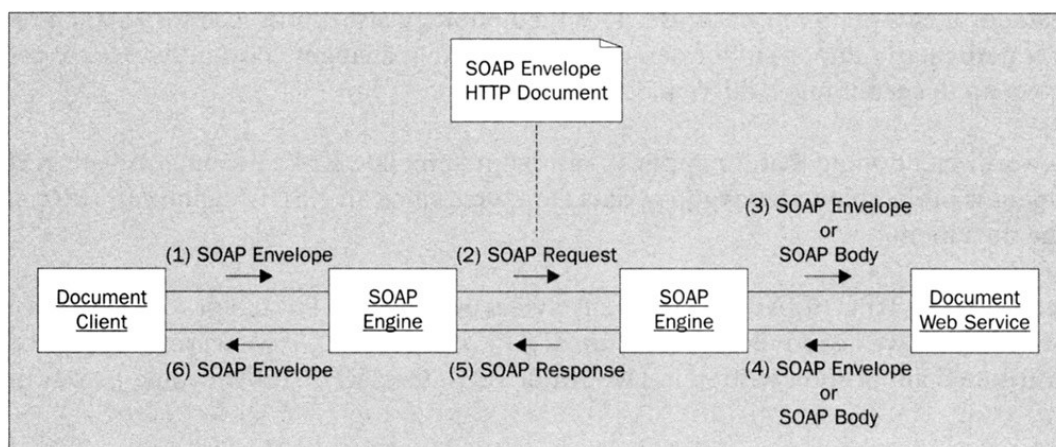 SOAP Envelope
HTTP Document
(3) SOAP Envelope
or
SOAP Body
(1) SOAP Envelope
(2) SOAP Request
Document
Client
SOAP
Engine
SOAP
Engine
Document
Web Service
(6) SOAP Envelope
(5) SOAP Response
(4) SOAP Envelope
or
SOAP Body